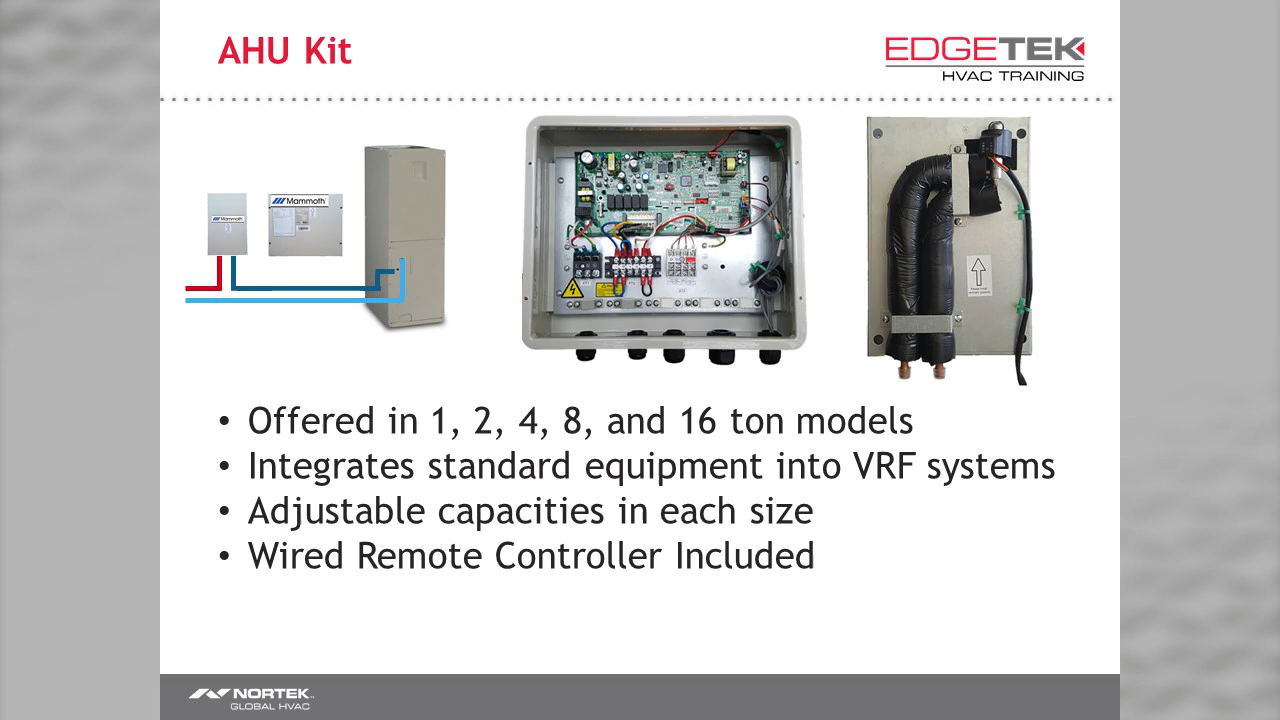 AHU Kit
EDGETEK
HVAC TRAINING
Mammoth
Mammoth
• Offered in 1, 2, 4, 8, and 16 ton models
• Integrates standard equipment into VRF systems
• Adjustable capacities in each size
• Wired Remote Controller Included
NORTEK
GLOBAL HVAC